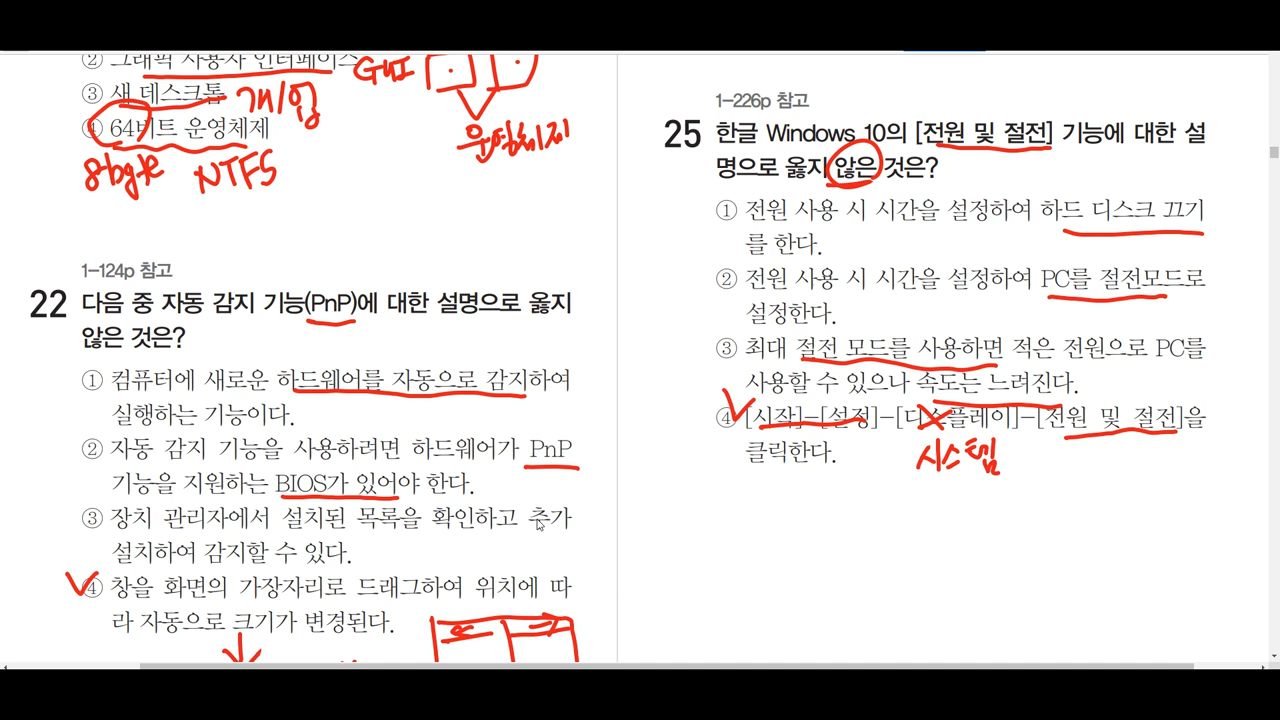 ② 그래픽 사용자 인터페이스
GUI
③ 새 데스크톱 개/입
④ 64비트 운영체제
운영체제
8byte NTFS
1-124p 참고
22 다음 중 자동 감지 기능(PnP)에 대한 설명으로 옳지
않은 것은?
① 컴퓨터에 새로운 하드웨어를 자동으로 감지하여
실행하는 기능이다.
② 자동 감지 기능을 사용하려면 하드웨어가 PnP
기능을 지원하는 BIOS가 있어야 한다.
③ 장치 관리자에서 설치된 목록을 확인하고 추가
설치하여 감지할 수 있다.
④ 창을 화면의 가장자리로 드래그하여 위치에 따
라 자동으로 크기가 변경된다.
1-226p 참고
25 한글 Windows 10의 [전원 및 절전] 기능에 대한 설
명으로 옳지 않은 것은?
① 전원 사용 시 시간을 설정하여 하드 디스크 끄기
를 한다.
② 전원 사용 시 시간을 설정하여 PC를 절전모드로
설정한다.
③ 최대 절전 모드를 사용하면 적은 전원으로 PC를
사용할 수 있으나 속도는 느려진다.
④ [시작]-[설정]-[디스플레이]-[전원 및 절전]을
클릭한다.
시스템